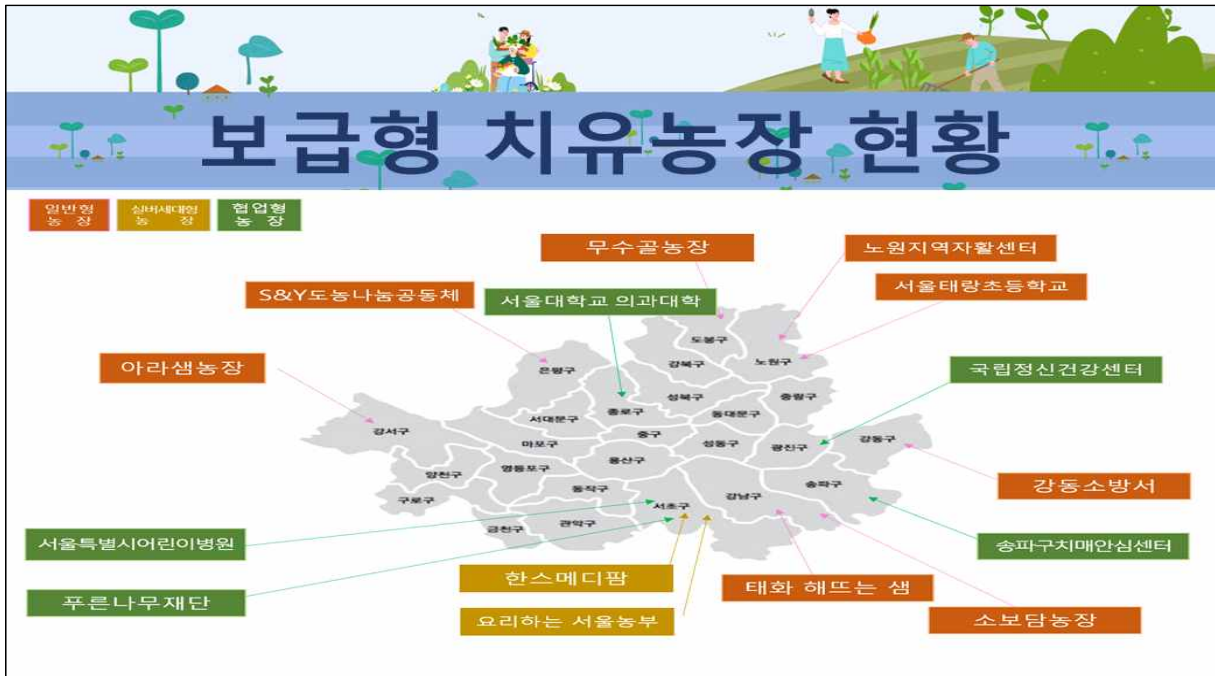 보급형 치유농장 현황
일반형
농 장
실버세대형
농 장
협업형
농 장
무수골농장
노원지역자활센터
S&Y도농나눔공동체
서울대학교 의과대학
서울태랑초등학교
아라샘농장
국립정신건강센터
도봉구
강북구
노원구
은평구
성북구
중랑구
종로구
동대문구
서대문구
강서구
중구
성동구
광진구
강동구
마포구
용산구
양천구
영등포구
송파구
동작구
강남구
구로구
서초구
금천구
관악구
강동소방서
서울특별시어린이병원
송파구치매안심센터
한스메디팜
태화 해뜨는 샘
푸른나무재단
요리하는 서울농부
소보담농장